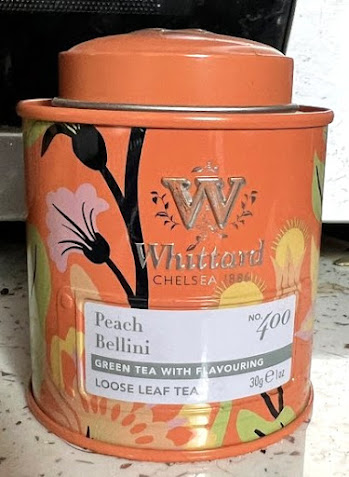 W
Whittard
CHELSEA 1886
Peach
Bellini
NO. 400
GREEN TEA WITH FLAVOURING
LOOSE LEAF TEA
30g ℮ 1oz